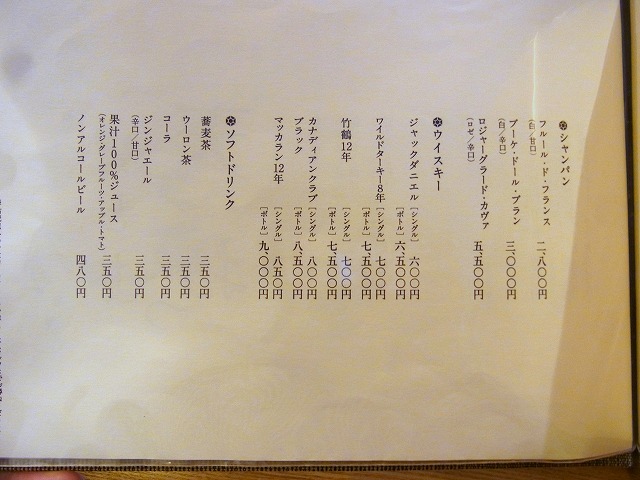 シャンパン
フルール・ド・フランス 二、八〇〇円
(白/甘口)
ブーケ・ドール・ブラン 三、〇〇〇円
(白/辛口)
ロジャーグラード・カヴァ 五、五〇〇円
(ロゼ/辛口)
ウイスキー
ジャックダニエル [シングル] 六〇〇円
[ボトル] 六、五〇〇円
ワイルドターキー8年 [シングル] 七〇〇円
[ボトル] 七、五〇〇円
竹鶴12年 [シングル] 七〇〇円
[ボトル] 七、五〇〇円
カナディアンクラブ [シングル] 八〇〇円
ブラック [ボトル] 八、五〇〇円
マッカラン12年 [シングル] 八五〇円
[ボトル] 九、〇〇〇円
ソフトドリンク
蕎麦茶 三五〇円
ウーロン茶 三五〇円
コーラ 三五〇円
ジンジャエール 三五〇円
(辛口/甘口)
果汁100%ジュース 三五〇円
(オレンジ・グレープフルーツ・アップル・トマト)
ノンアルコールビール 四八〇円